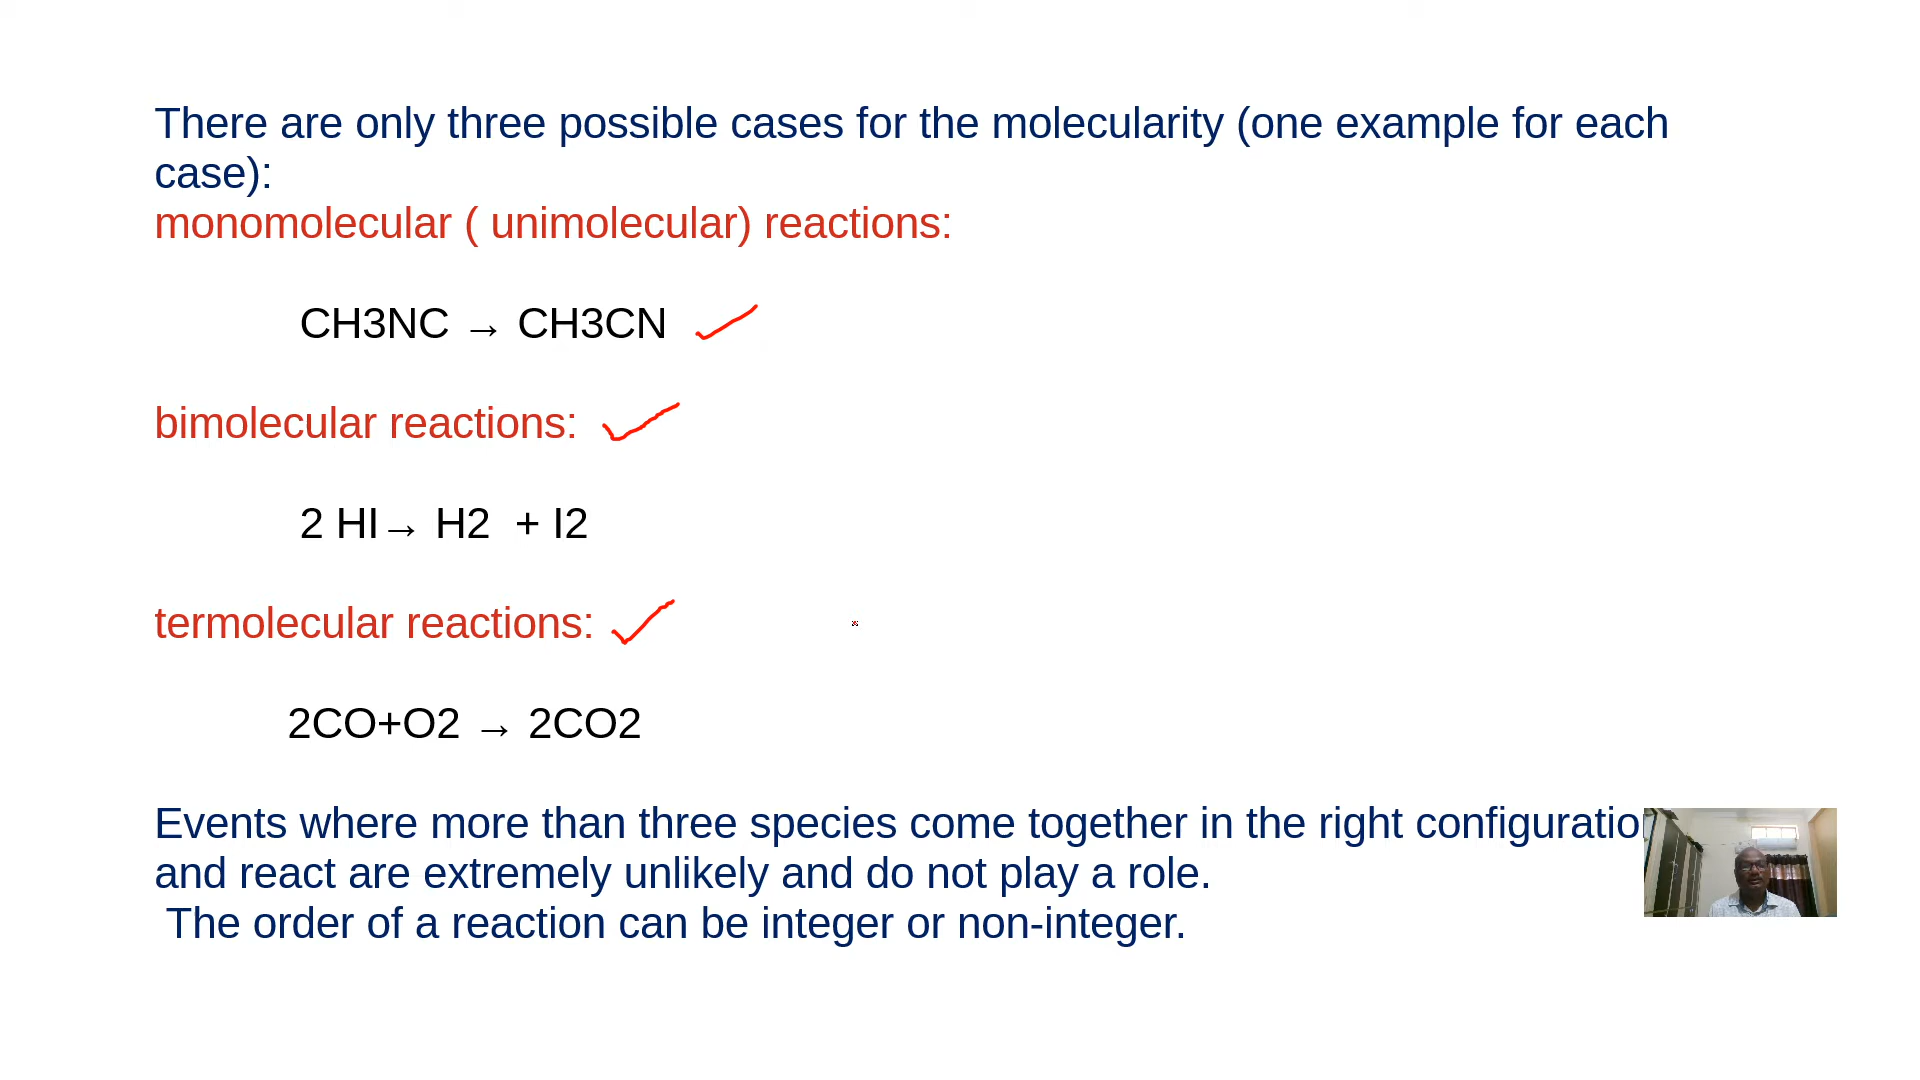 There are only three possible cases for the molecularity (one example for each
case):
monomolecular ( unimolecular) reactions:
CH3NC → CH3CN
bimolecular reactions:
2 HI→ H2 + I2
termolecular reactions:
2CO+O2 → 2CO2
Events where more than three species come together in the right configuratio
and react are extremely unlikely and do not play a role.
The order of a reaction can be integer or non-integer.